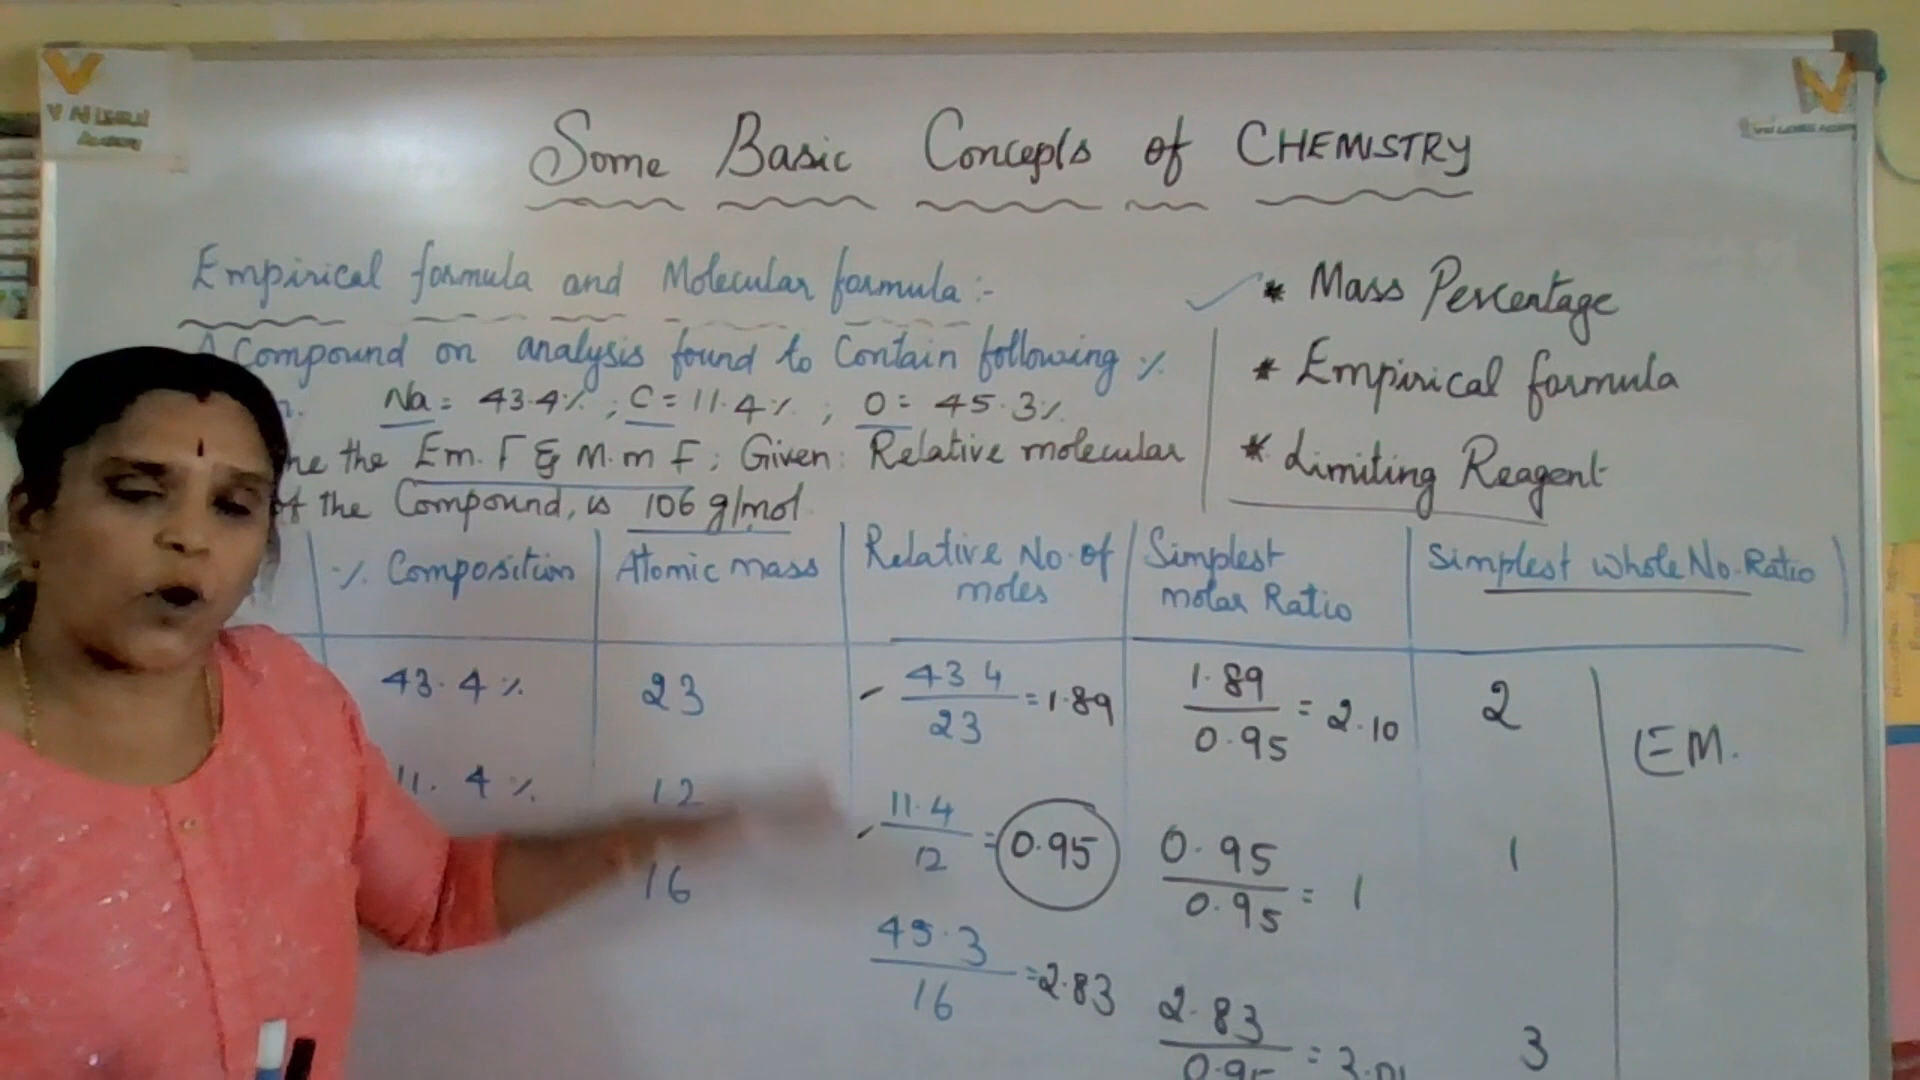 Some Basic Concepts of CHEMISTRY
Empirical formula and Molecular formula:-
A Compound on analysis found to Contain following %
Na = 43.4% ; C = 11.4% ; O = 45.3%
the Em. F & M.m F; Given: Relative molecular
of the Compound, is 106 g/mol.
* Mass Percentage
* Empirical formula
* Limiting Reagent
% Composition
Atomic mass
Relative No. of moles
Simplest molar Ratio
Simplest whole No. Ratio
43.4%
23
43 4 / 23 = 1.89
1.89 / 0.95 = 2.10
2
EM.
11. 4%
12
11.4 / 12 = 0.95
0.95 / 0.95 = 1
1
16
45.3 / 16 = 2.83
2.83
3